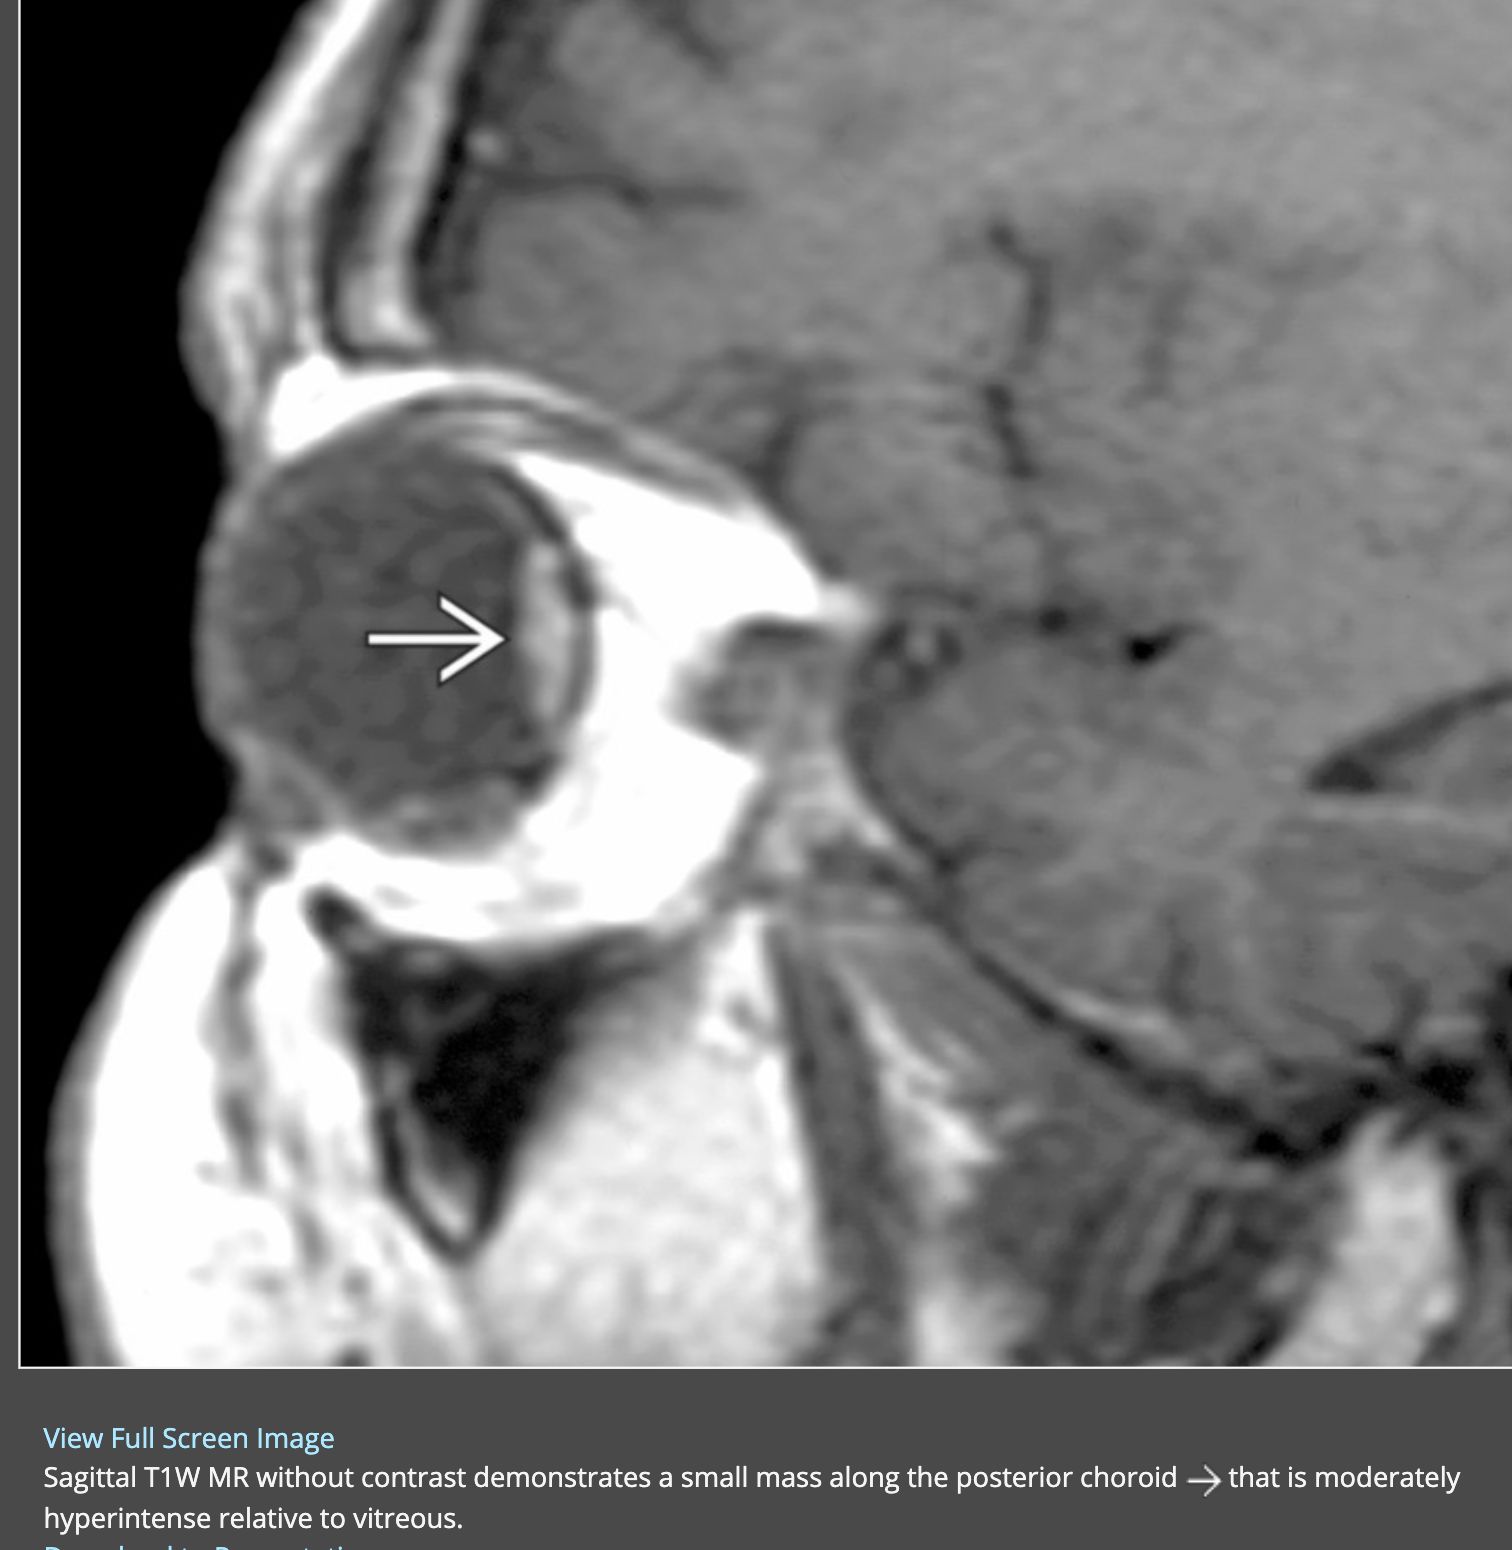 View Full Screen Image
Sagittal T1W MR without contrast demonstrates a small mass along the posterior choroid → that is moderately
hyperintense relative to vitreous.